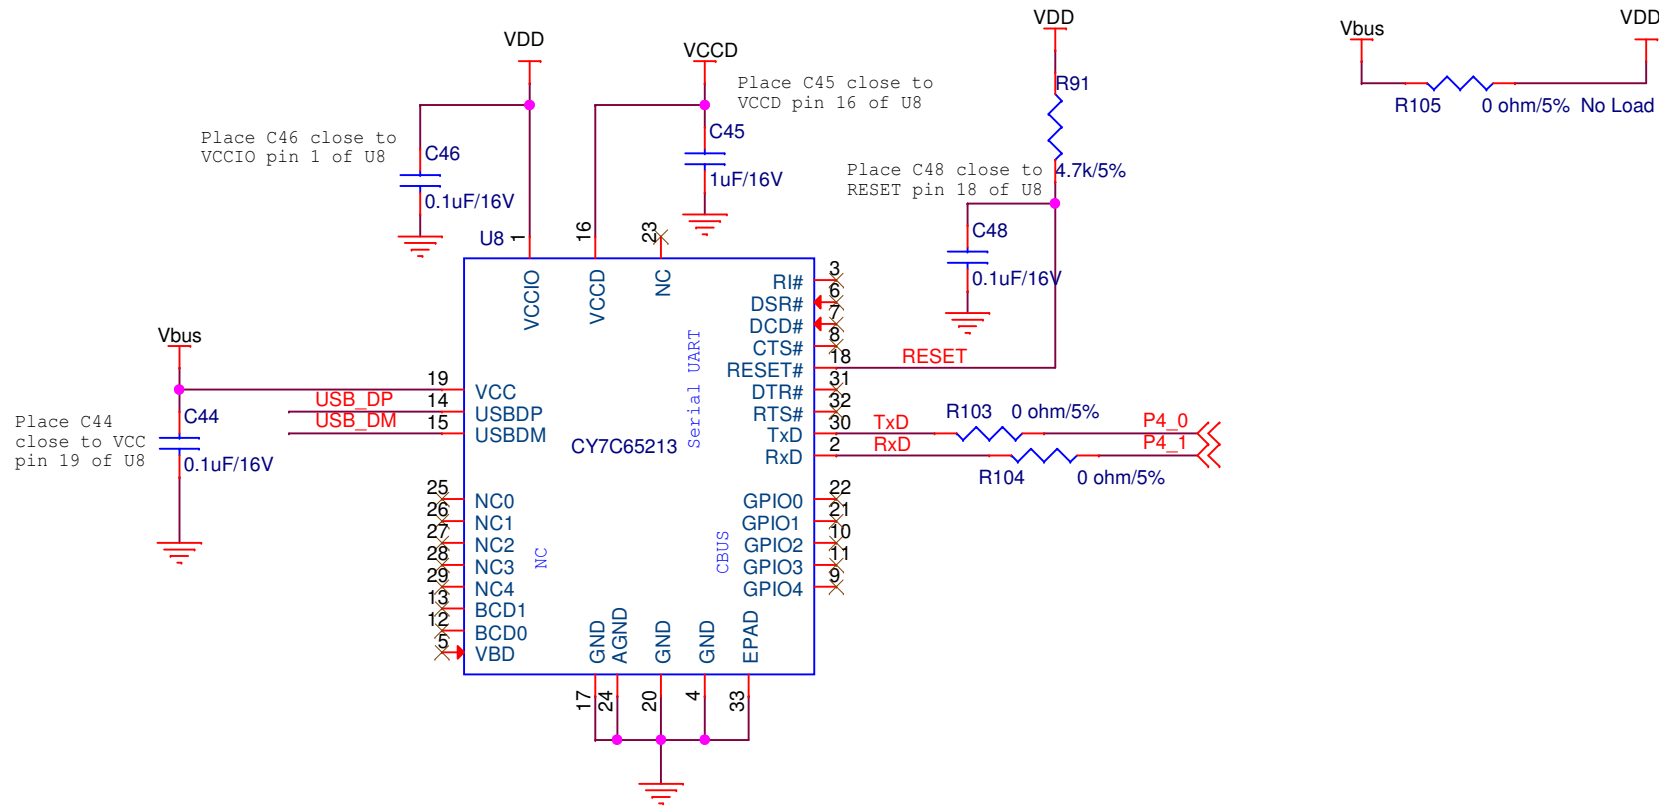 VDD
Vbus
VDD
VDD
VCCD
Place C45 close to
VCCD pin 16 of U8
R91
R105
0 ohm/5%
No Load
Place C46 close to
VCCIO pin 1 of U8
C46
0.1uF/16V
C45
1uF/16V
Place C48 close to
RESET pin 18 of U8
4.7k/5%
C48
0.1uF/16V
U8
1
16
23
VCCIO
VCCD
NC
Serial UART
RI#
3
DSR#
6
DCD#
7
CTS#
8
RESET#
18
RESET
DTR#
31
RTS#
32
TxD
30
TxD
R103
0 ohm/5%
P4_0
RxD
2
RxD
R104
0 ohm/5%
P4_1
Vbus
Place C44
close to VCC
pin 19 of U8
C44
0.1uF/16V
19
VCC
USB_DP
14
USBDP
USB_DM
15
USBDM
CY7C65213
25
NC0
26
NC1
27
NC2
28
NC3
29
NC4
13
BCD1
12
BCD0
5
VBD
NC
CBUS
GPIO0
22
GPIO1
21
GPIO2
10
GPIO3
11
GPIO4
9
GND
AGND
GND
GND
EPAD
17
24
20
4
33